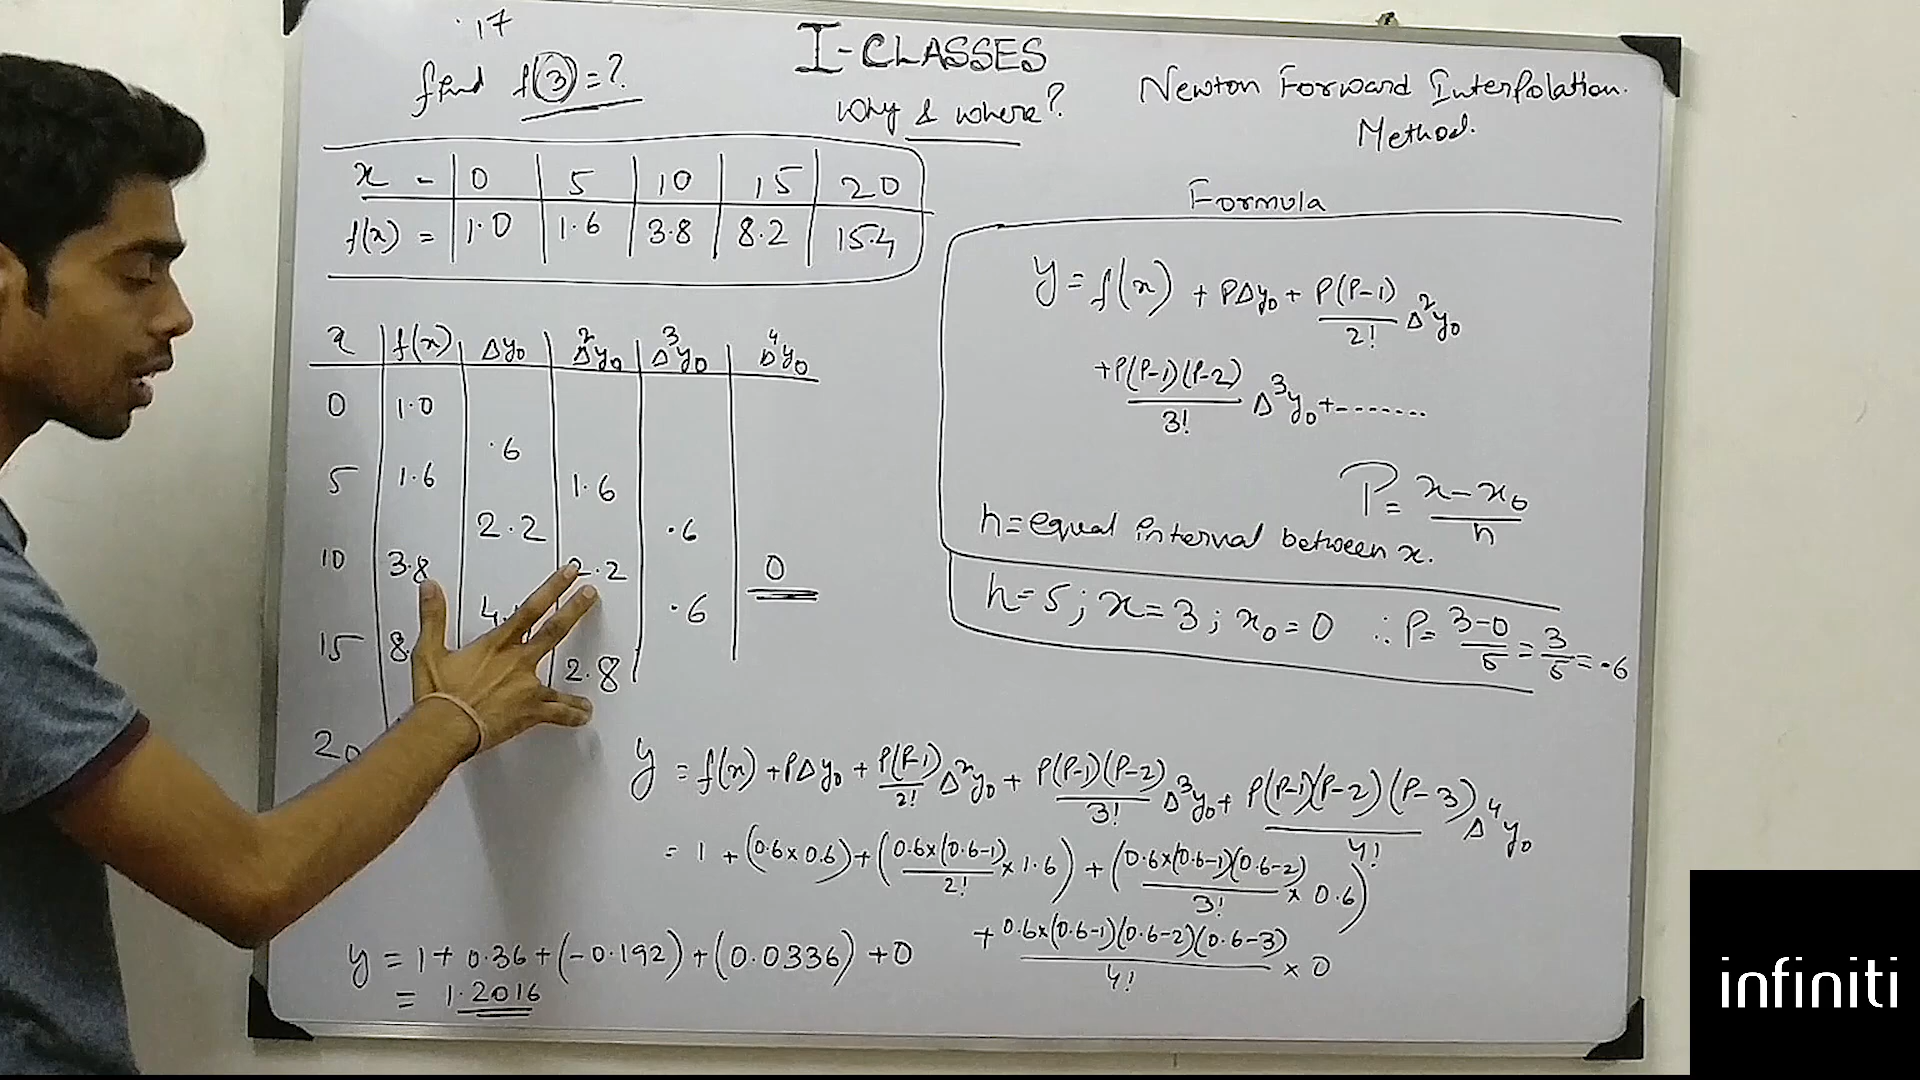 ·17
find f(3)=?
I-CLASSES
Why & where?
Newton Forward Interpolation.
Method.
x - | 0 | 5 | 10 | 15 | 20
f(x) = | 1.0 | 1.6 | 3.8 | 8.2 | 15.4
Formula
y = f(x) + PΔy₀ + P(P-1)/2! Δ²y₀
+ P(P-1)(P-2)/3! Δ³y₀ + -------
P = x-x₀/h
h = equal interval between x.
h=5; x=3; x₀=0 ∴ P= 3-0/5 = 3/5 = .6
x | f(x) | Δy₀ | Δ²y₀ | Δ³y₀ | Δ⁴y₀
0 1.0
.6
5 1.6 1.6
2.2 .6
10 3.8 2.2 0
4. .6
15 8. 2.8
20
y = f(x) + PΔy₀ + P(P-1)/2! Δ²y₀ + P(P-1)(P-2)/3! Δ³y₀ + P(P-1)(P-2)(P-3)/4! Δ⁴y₀
= 1 + (0.6×0.6) + (0.6×(0.6-1)/2! × 1.6) + (0.6×(0.6-1)(0.6-2)/3! × 0.6)
+ 0.6×(0.6-1)(0.6-2)(0.6-3)/4! × 0
y = 1 + 0.36 + (-0.192) + (0.0336) + 0
= 1.2016
infiniti